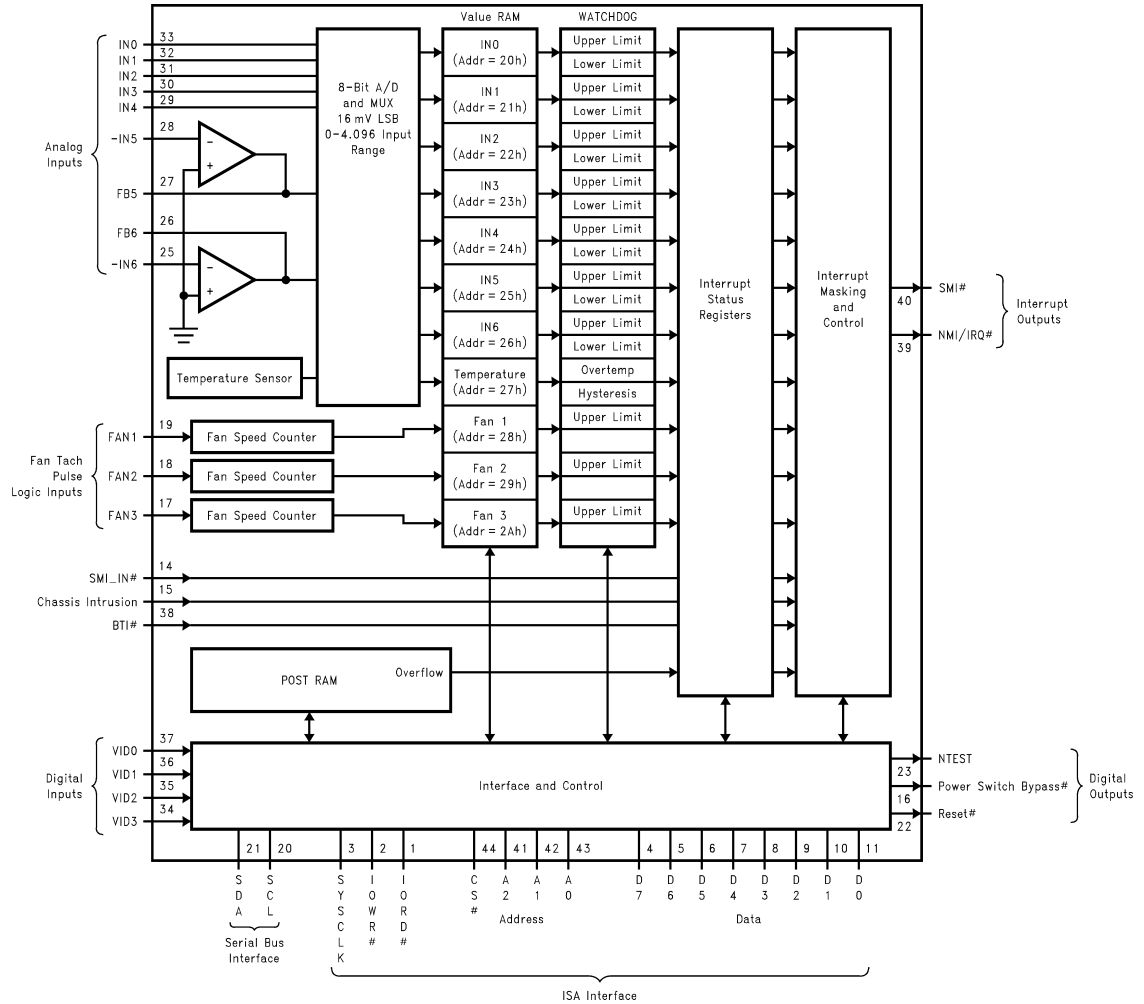 Value RAM
WATCHDOG
Analog
Inputs
IN0
33
IN1
32
IN2
31
IN3
30
IN4
29
-IN5
28
FB5
27
FB6
26
-IN6
25
-
+
-
+
8-Bit A/D
and MUX
16 mV LSB
0-4.096 Input
Range
Temperature Sensor
IN0
(Addr = 20h)
IN1
(Addr = 21h)
IN2
(Addr = 22h)
IN3
(Addr = 23h)
IN4
(Addr = 24h)
IN5
(Addr = 25h)
IN6
(Addr = 26h)
Temperature
(Addr = 27h)
Fan 1
(Addr = 28h)
Fan 2
(Addr = 29h)
Fan 3
(Addr = 2Ah)
Upper Limit
Lower Limit
Upper Limit
Lower Limit
Upper Limit
Lower Limit
Upper Limit
Lower Limit
Upper Limit
Lower Limit
Upper Limit
Lower Limit
Upper Limit
Lower Limit
Overtemp
Hysteresis
Upper Limit
Upper Limit
Upper Limit
Interrupt
Status
Registers
Interrupt
Masking
and
Control
SMI#
40
NMI/IRQ#
39
Interrupt
Outputs
Fan Tach
Pulse
Logic Inputs
FAN1
19
Fan Speed Counter
FAN2
18
Fan Speed Counter
FAN3
17
Fan Speed Counter
SMI_IN#
14
Chassis Intrusion
15
BTI#
38
POST RAM
Overflow
Digital
Inputs
VID0
37
VID1
36
VID2
35
VID3
34
Interface and Control
NTEST
23
Power Switch Bypass#
16
Reset#
22
Digital
Outputs
21
20
3
2
1
44
41
42
43
4
5
6
7
8
9
10
11
SDA
SCL
SYSCLK
IOWR#
IORD#
CS#
A2
A1
A0
D7
D6
D5
D4
D3
D2
D1
D0
Address
Data
Serial Bus
Interface
ISA Interface